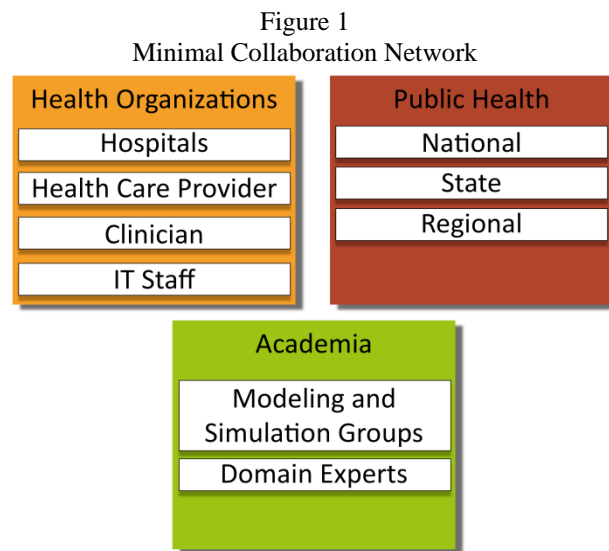 Figure 1
Minimal Collaboration Network
Health Organizations
Hospitals
Health Care Provider
Clinician
IT Staff
Public Health
National
State
Regional
Academia
Modeling and
Simulation Groups
Domain Experts